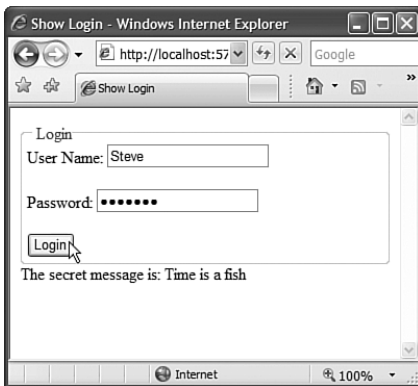 Show Login - Windows Internet Explorer
http://localhost:57
Google
Show Login
Login
User Name: Steve
Password: •••••••
Login
The secret message is: Time is a fish
Internet
100%